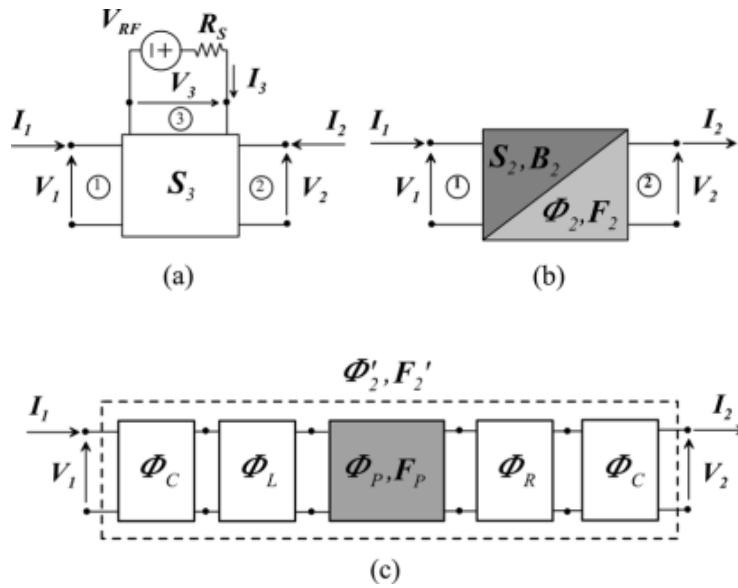 V_RF − + R_S
V_3 I_3
I_1 ③ I_2 I_1 I_2
V_1 ① S_3 ② V_2 V_1 ① S_2, B_2 Φ_2, F_2 ② V_2
(a) (b)
Φ_2', F_2'
I_1 I_2
V_1 Φ_C Φ_L Φ_P, F_P Φ_R Φ_C V_2
(c)